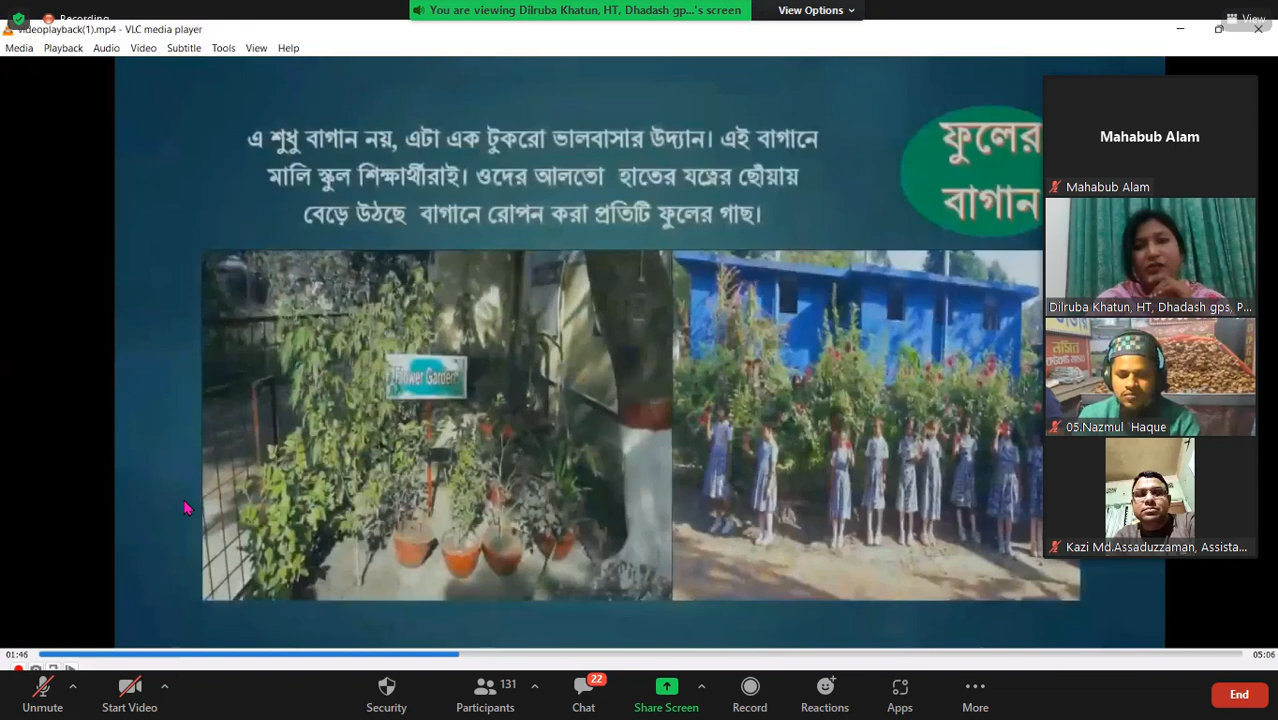 Recording
You are viewing Dilruba Khatun, HT, Dhadash gp...'s screen
View Options
View
videoplayback(1).mp4 - VLC media player
Media Playback Audio Video Subtitle Tools View Help
এ শুধু বাগান নয়, এটা এক টুকরো ভালবাসার উদ্যান। এই বাগানে
মালি স্কুল শিক্ষার্থীরাই। ওদের আলতো হাতের যত্নের ছোঁয়ায়
বেড়ে উঠছে বাগানে রোপন করা প্রতিটি ফুলের গাছ।
ফুলের
বাগান
Flower Garden
Mahabub Alam
Mahabub Alam
Dilruba Khatun, HT, Dhadash gps, P...
05.Nazmul Haque
Kazi Md.Assaduzzaman, Assista...
01:46
05:06
131
22
Unmute
Start Video
Security
Participants
Chat
Share Screen
Record
Reactions
Apps
More
End